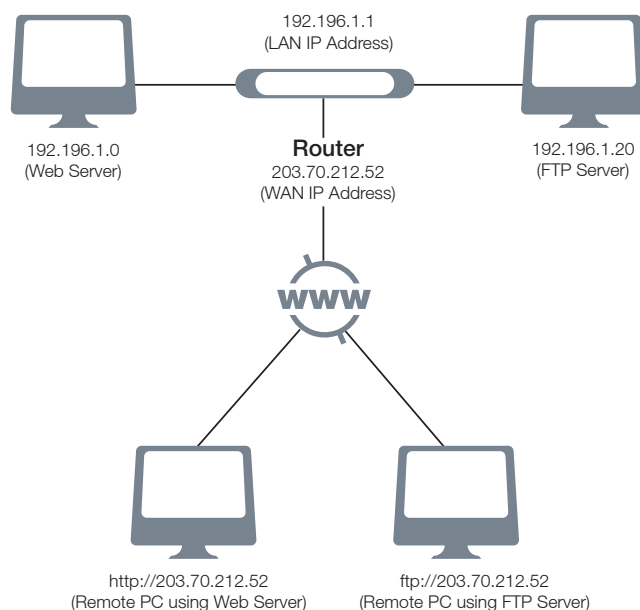 192.196.1.1
(LAN IP Address)
192.196.1.0
(Web Server)
Router
203.70.212.52
(WAN IP Address)
192.196.1.20
(FTP Server)
www
http://203.70.212.52
(Remote PC using Web Server)
ftp://203.70.212.52
(Remote PC using FTP Server)